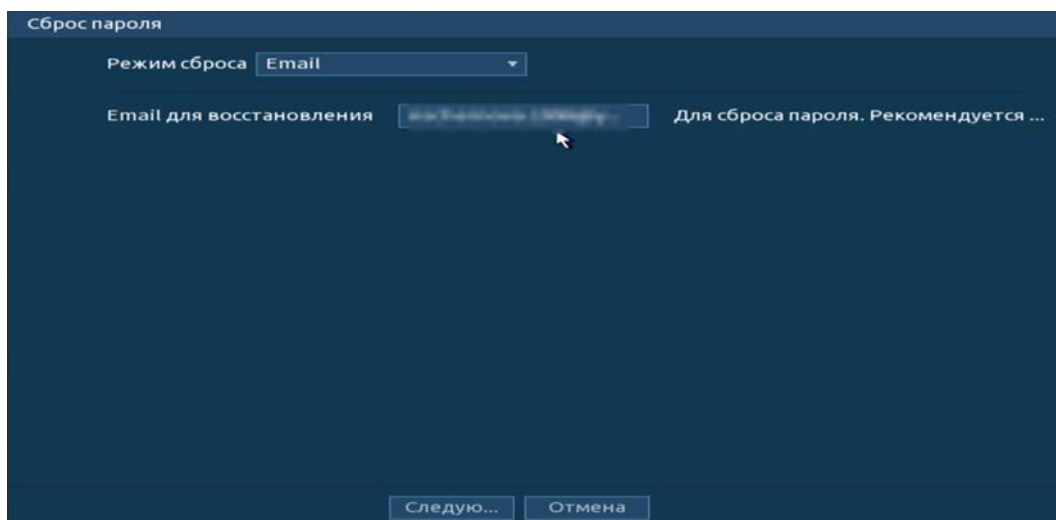 Сброс пароля
Режим сброса Email
Email для восстановления Для сброса пароля. Рекомендуется ...
Следую... Отмена